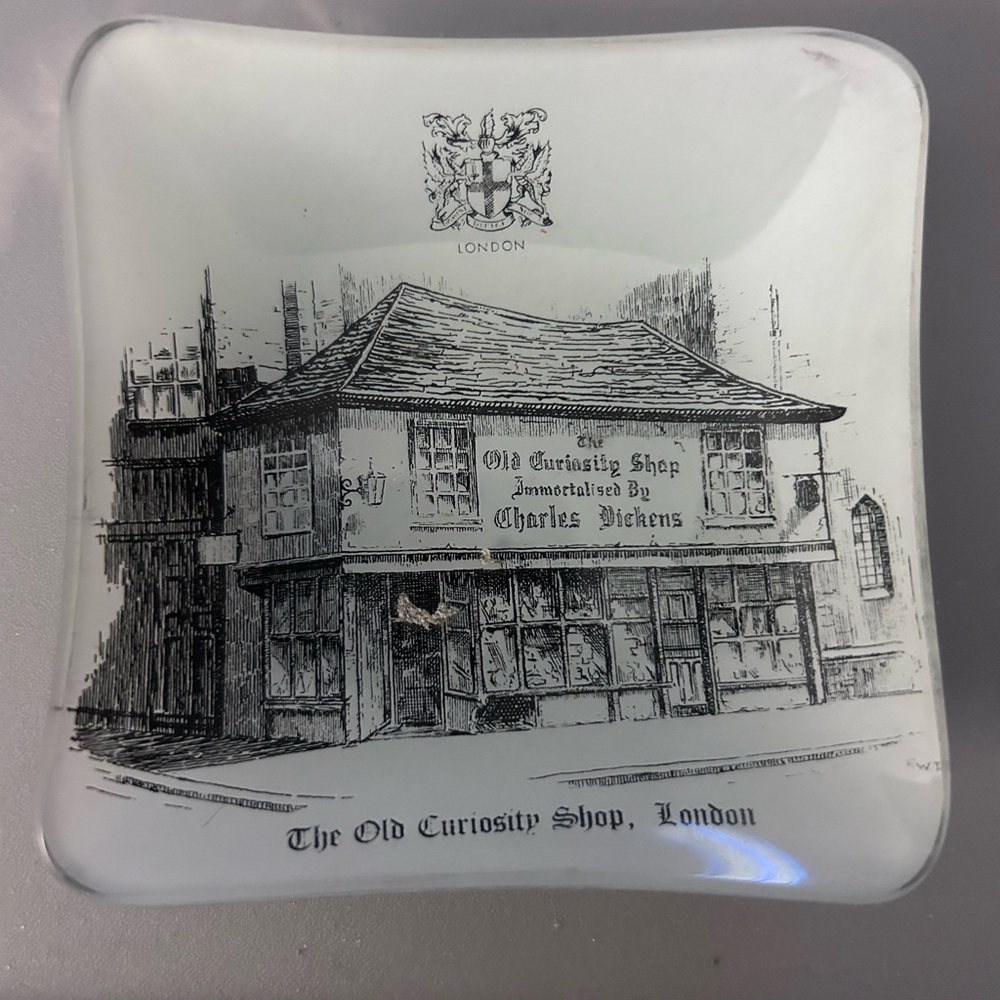 LONDON
The
Old Curiosity Shop
Immortalised By
Charles Dickens
The Old Curiosity Shop, London